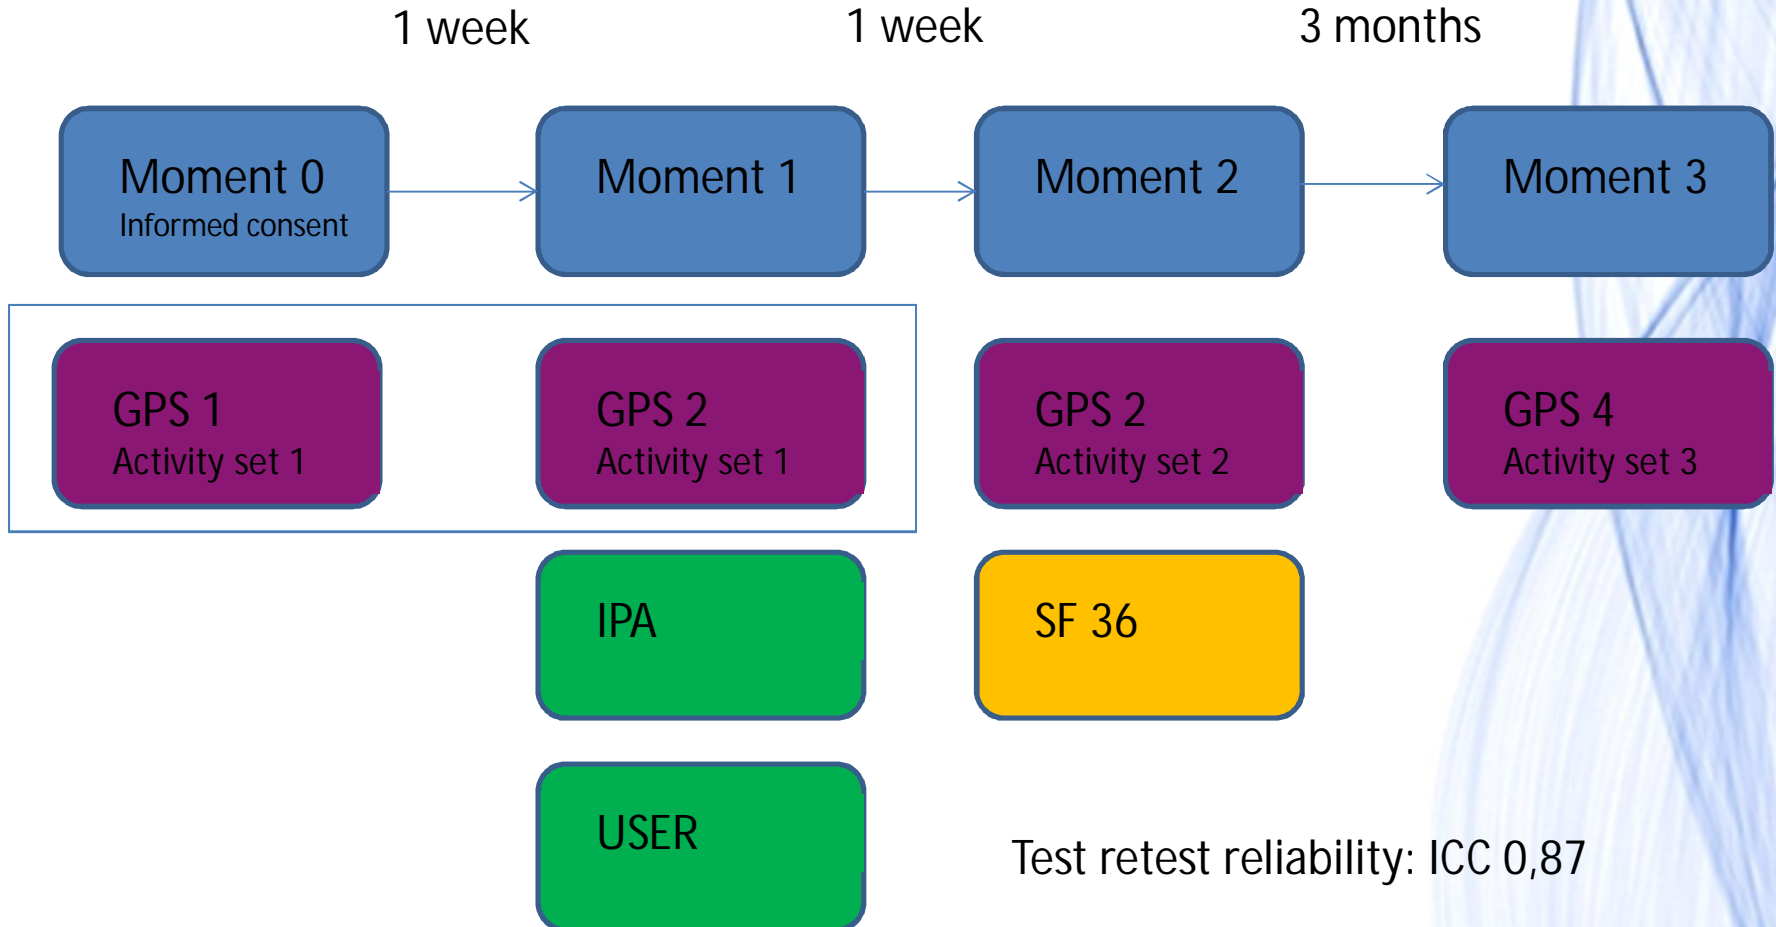 1 week
1 week
3 months
Moment 0
Informed consent
Moment 1
Moment 2
Moment 3
GPS 1
Activity set 1
GPS 2
Activity set 1
GPS 2
Activity set 2
GPS 4
Activity set 3
IPA
SF 36
USER
Test retest reliability: ICC 0,87